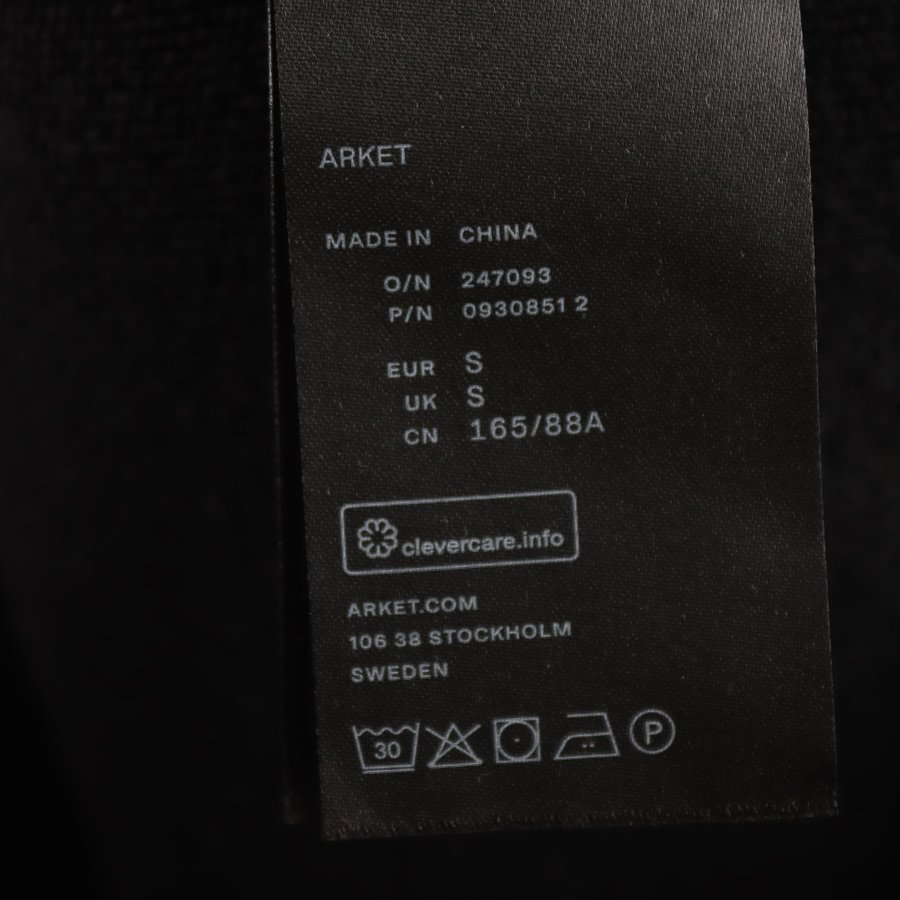 ARKET
MADE IN CHINA
O/N 247093
P/N 0930851 2
EUR S
UK S
CN 165/88A
clevercare.info
ARKET.COM
106 38 STOCKHOLM
SWEDEN
30 P